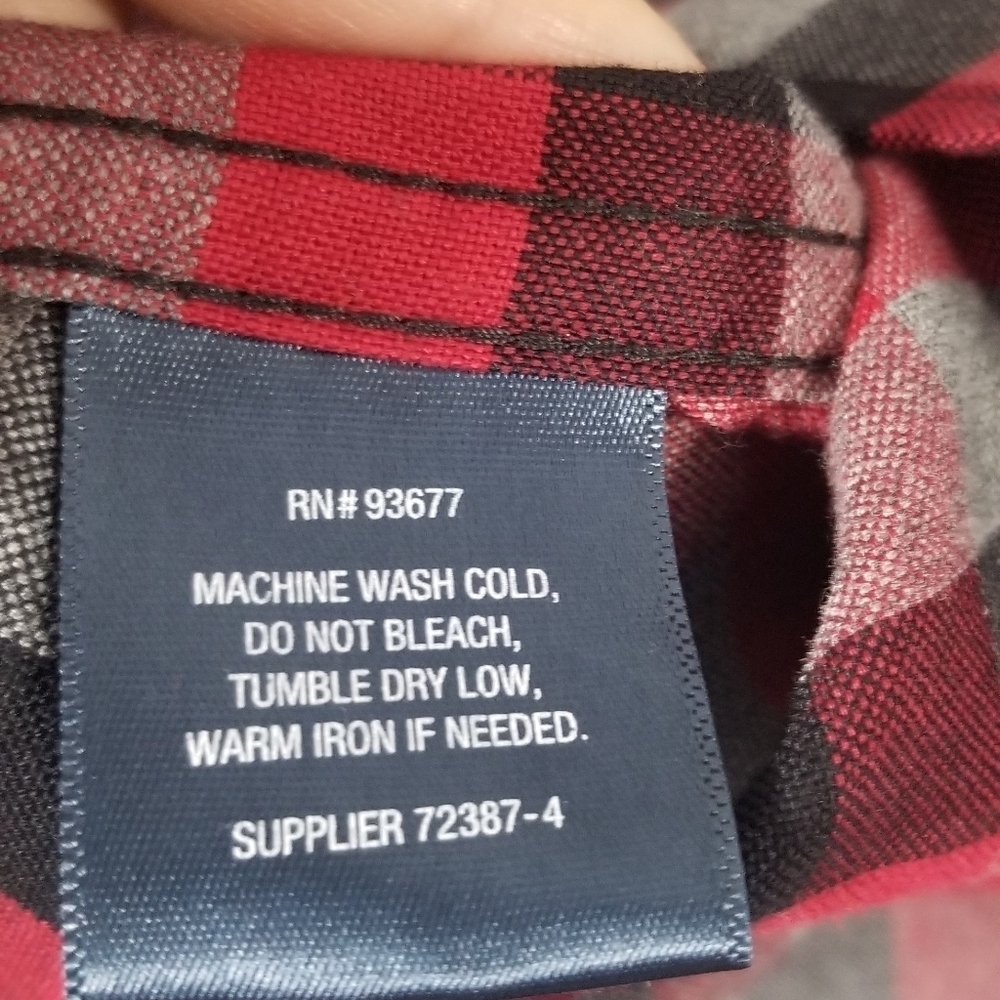 RN# 93677
MACHINE WASH COLD,
DO NOT BLEACH,
TUMBLE DRY LOW,
WARM IRON IF NEEDED.
SUPPLIER 72387-4